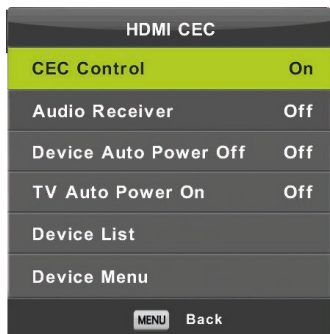 HDMI CEC
CEC Control On
Audio Receiver Off
Device Auto Power Off Off
TV Auto Power On Off
Device List
Device Menu
MENU Back